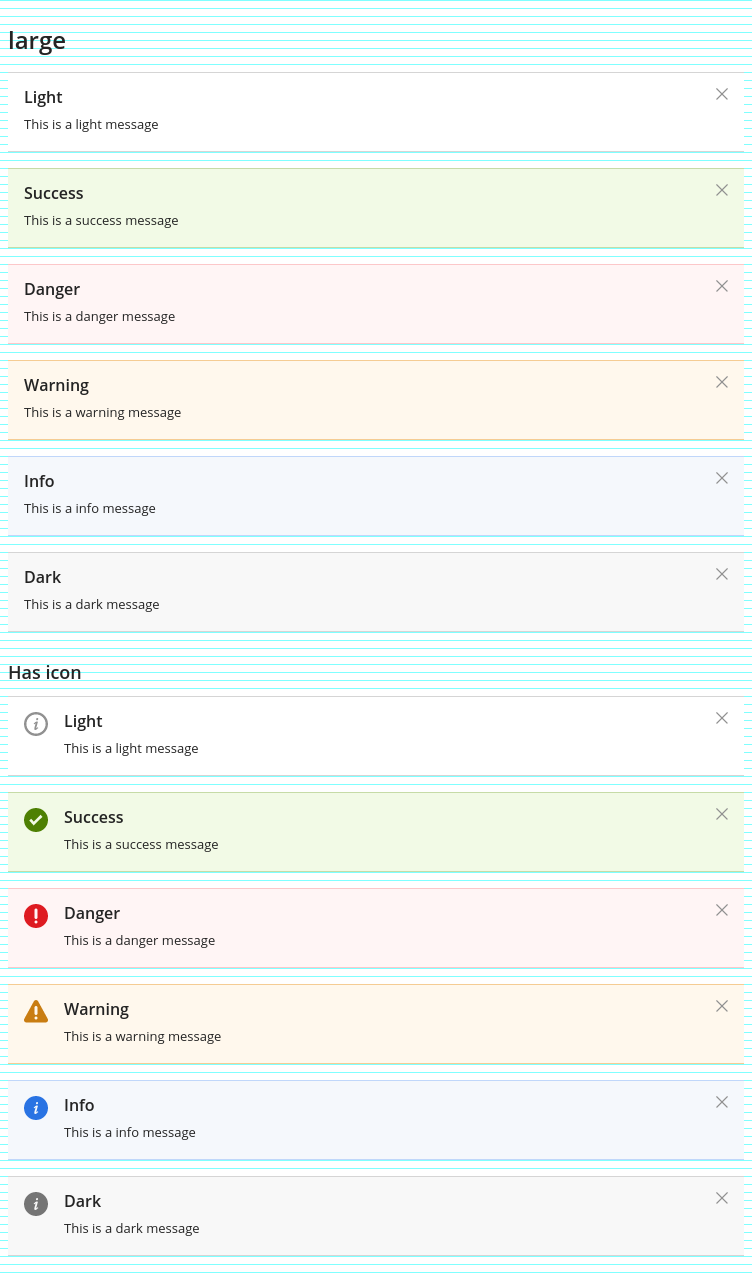 large
Light
This is a light message
Success
This is a success message
Danger
This is a danger message
Warning
This is a warning message
Info
This is a info message
Dark
This is a dark message
Has icon
Light
This is a light message
Success
This is a success message
Danger
This is a danger message
Warning
This is a warning message
Info
This is a info message
Dark
This is a dark message